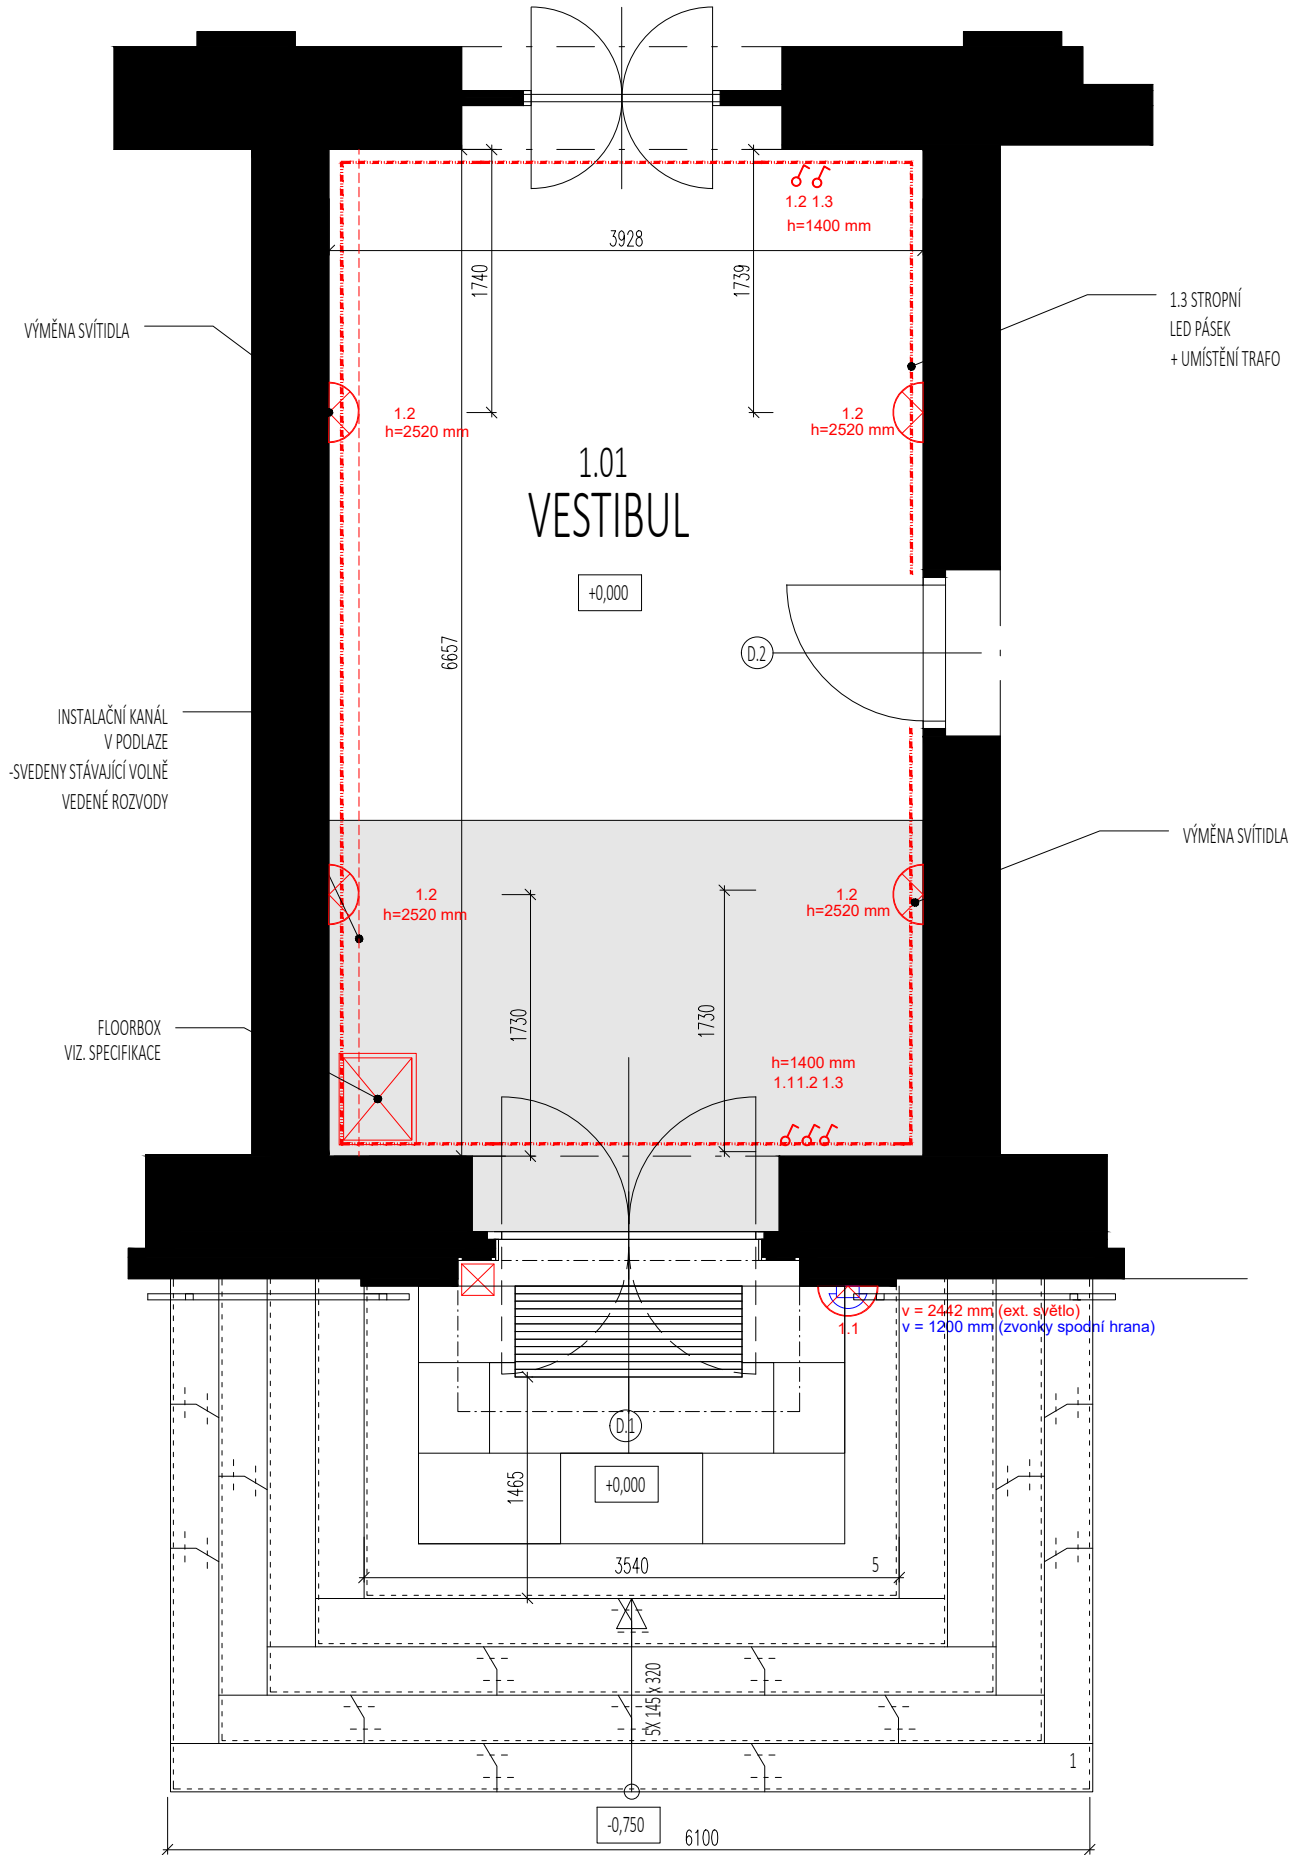 1.2 1.3
h=1400 mm
3928
1740
1739
1.3 STROPNÍ
LED PÁSEK
+ UMÍSTĚNÍ TRAFO
VÝMĚNA SVÍTIDLA
1.2
h=2520 mm
1.2
h=2520 mm
1.01
VESTIBUL
+0,000
6657
D.2
INSTALAČNÍ KANÁL
V PODLAZE
-SVEDENY STÁVAJÍCÍ VOLNĚ
VEDENÉ ROZVODY
VÝMĚNA SVÍTIDLA
1.2
h=2520 mm
1.2
h=2520 mm
1730
1730
FLOORBOX
VIZ. SPECIFIKACE
h=1400 mm
1.11.2 1.3
v = 2442 mm (ext. světlo)
v = 1200 mm (zvonky spodní hrana)
1.1
D.1
+0,000
1465
3540
5
5X 145 X 320
1
-0,750
6100